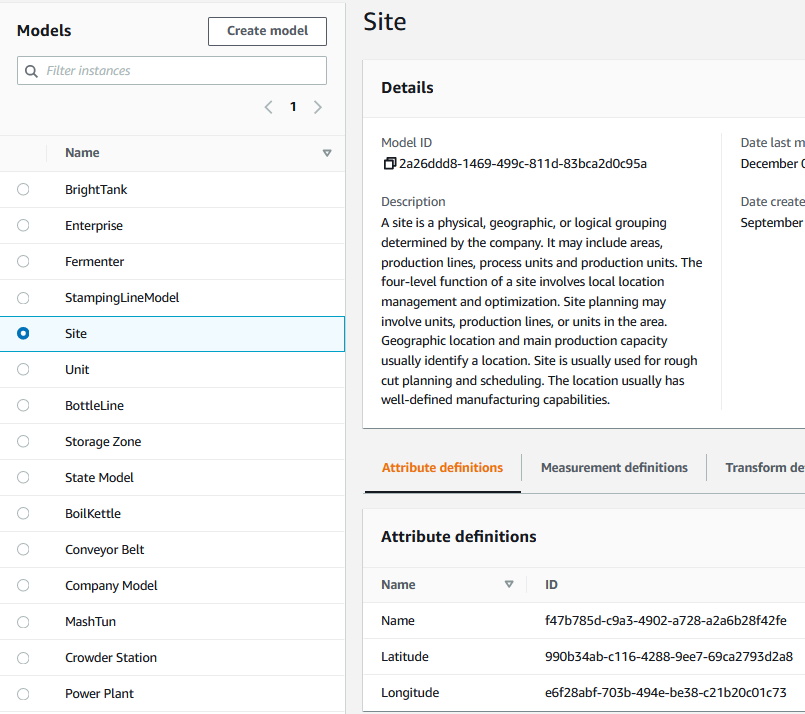 Models
Create model
Filter instances
1
Name
BrightTank
Enterprise
Fermenter
StampingLineModel
Site
Unit
BottleLine
Storage Zone
State Model
BoilKettle
Conveyor Belt
Company Model
MashTun
Crowder Station
Power Plant
Site
Details
Model ID
2a26ddd8-1469-499c-811d-83bca2d0c95a
Description
A site is a physical, geographic, or logical grouping
determined by the company. It may include areas,
production lines, process units and production units. The
four-level function of a site involves local location
management and optimization. Site planning may
involve units, production lines, or units in the area.
Geographic location and main production capacity
usually identify a location. Site is usually used for rough
cut planning and scheduling. The location usually has
well-defined manufacturing capabilities.
Date last m
December 0
Date create
September
Attribute definitions
Measurement definitions
Transform de
Attribute definitions
Name ID
Name f47b785d-c9a3-4902-a728-a2a6b28f42fe
Latitude 990b34ab-c116-4288-9ee7-69ca2793d2a8
Longitude e6f28abf-703b-494e-be38-c21b20c01c73